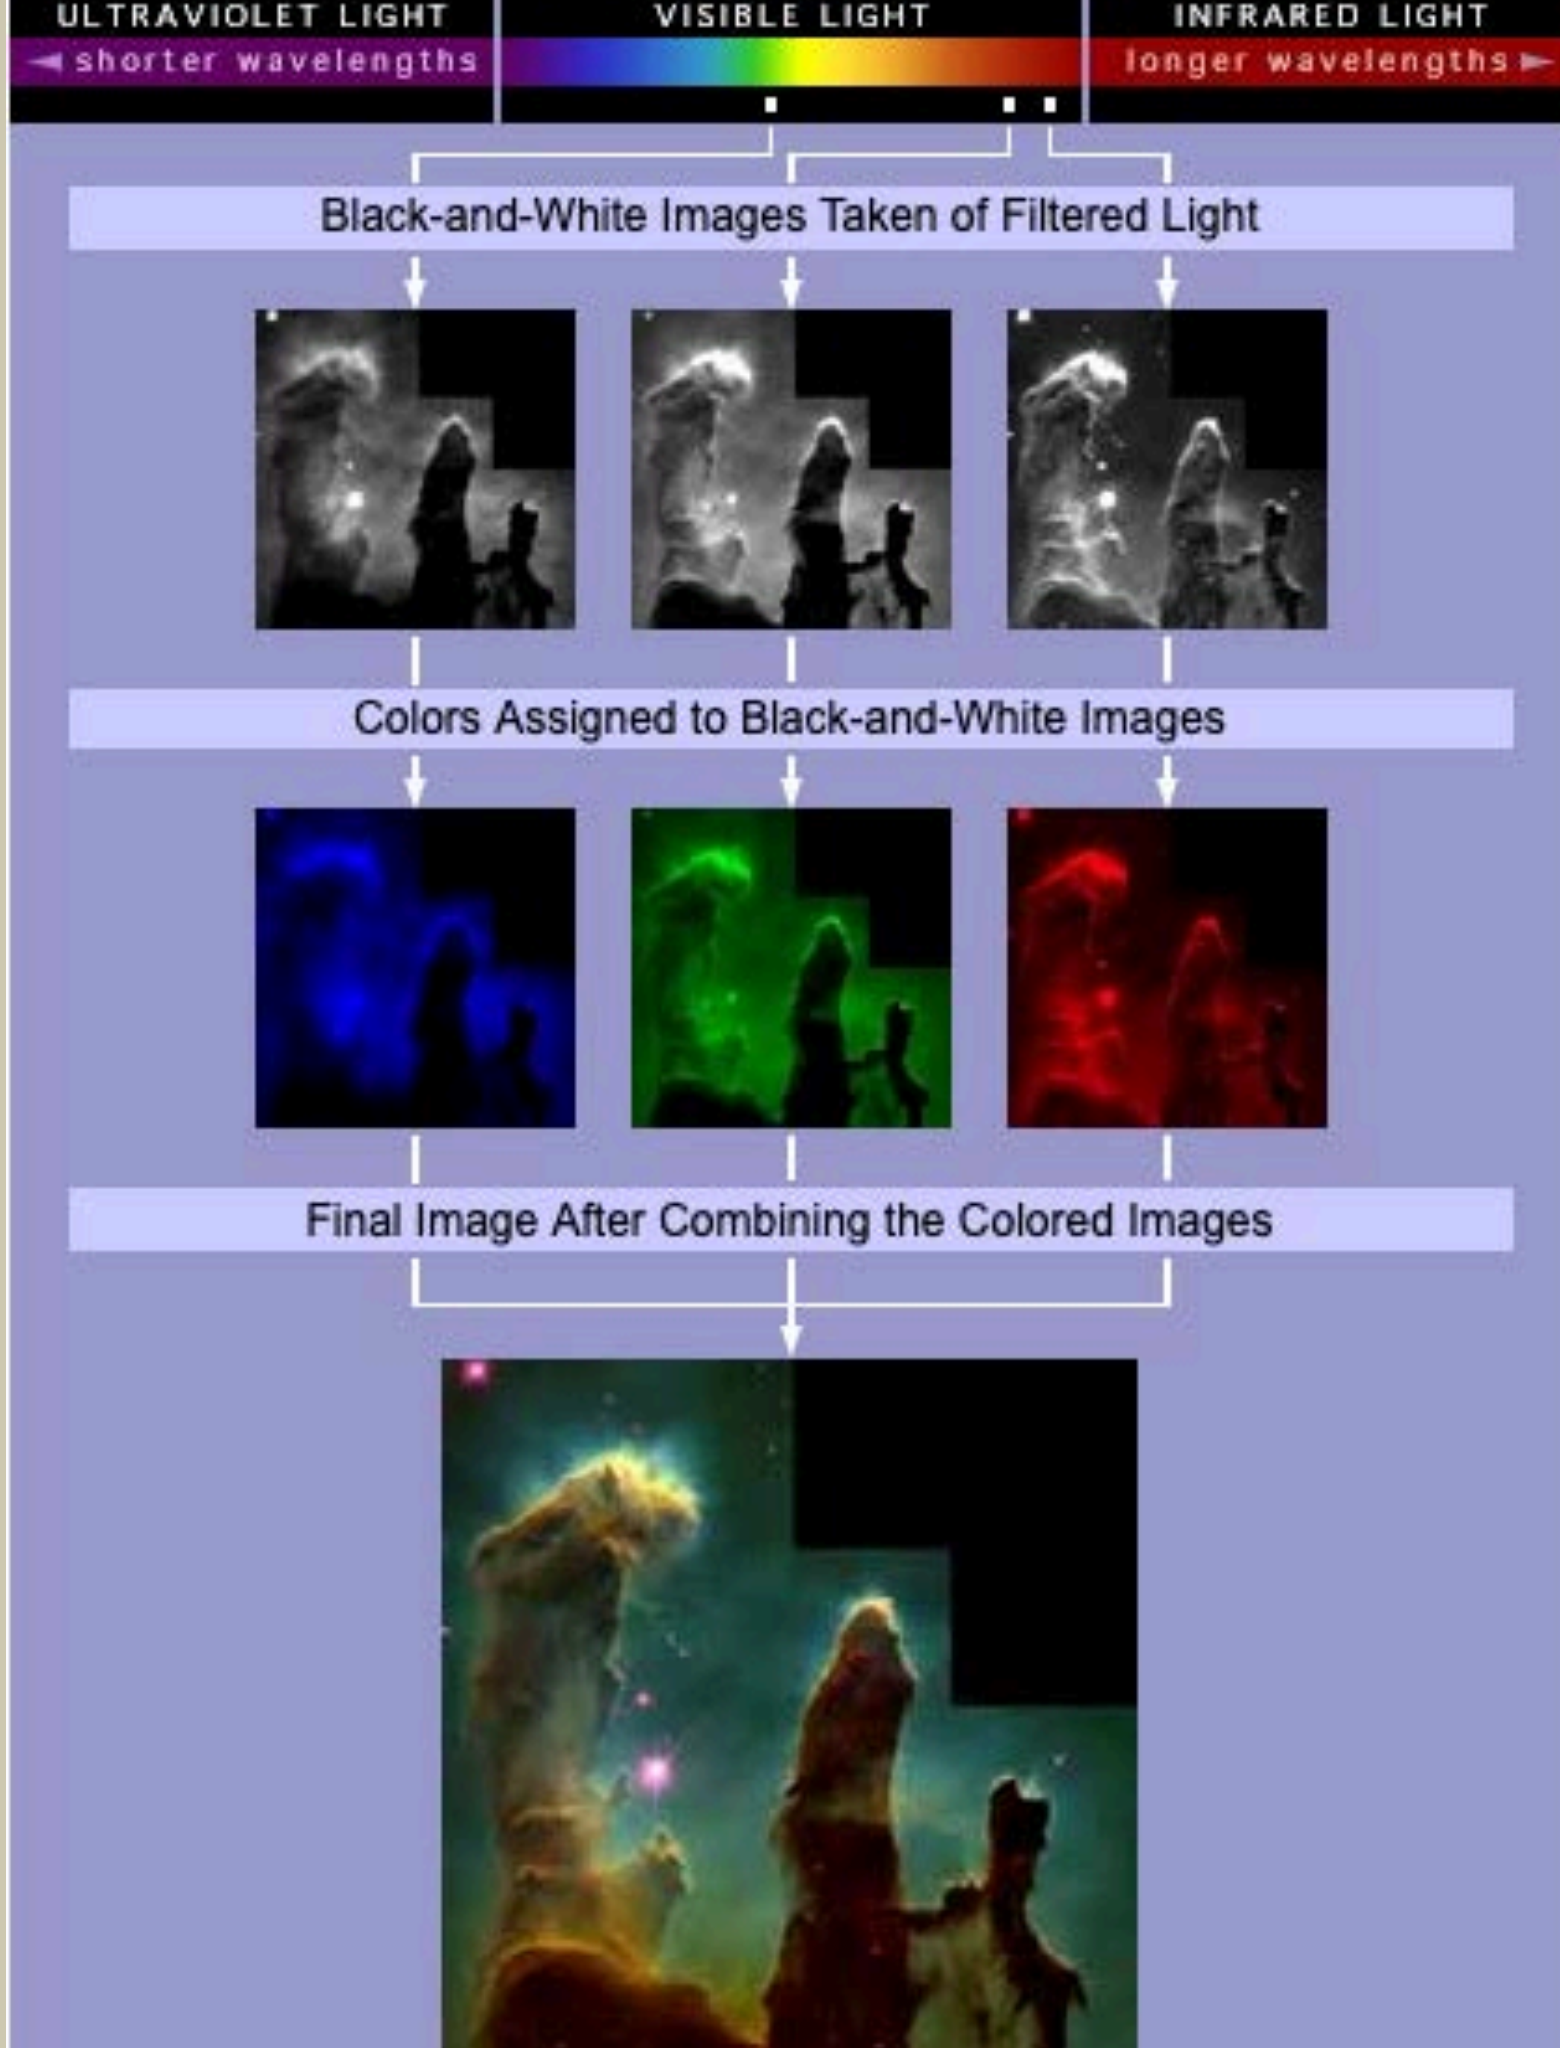 ULTRAVIOLET LIGHT
VISIBLE LIGHT
INFRARED LIGHT
shorter wavelengths
longer wavelengths
Black-and-White Images Taken of Filtered Light
Colors Assigned to Black-and-White Images
Final Image After Combining the Colored Images